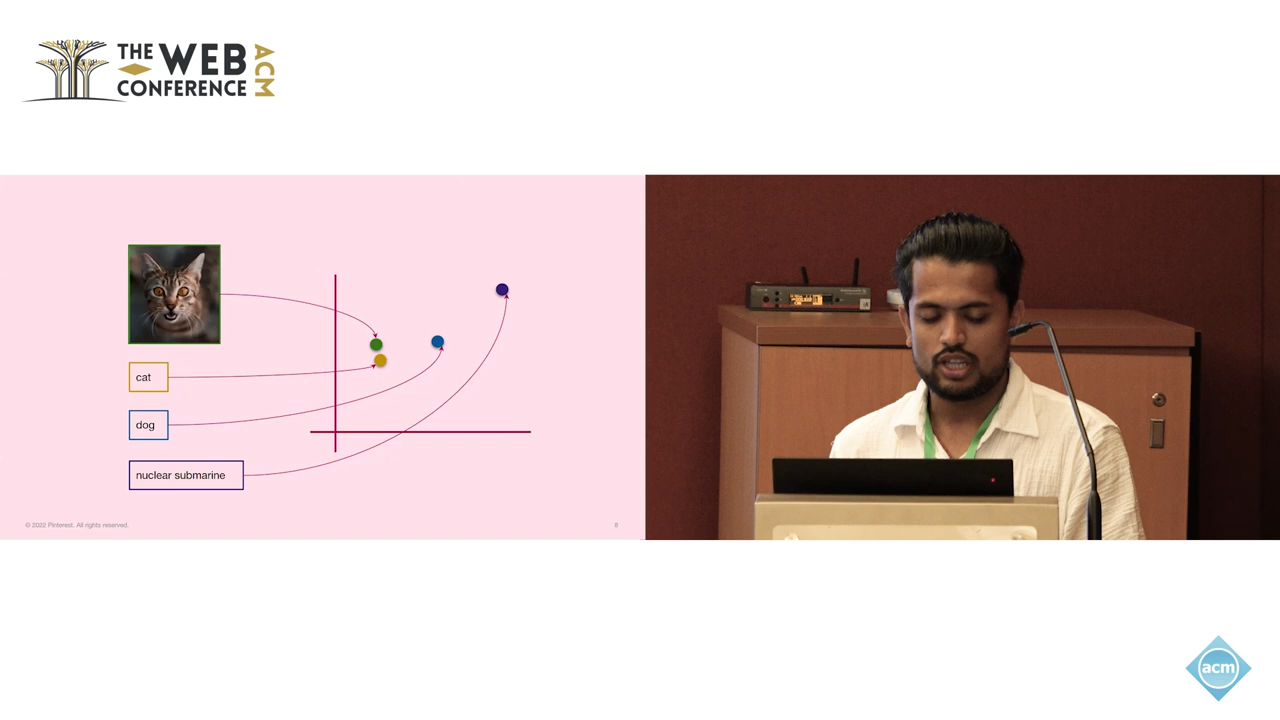 THE WEB
CONFERENCE
ACM
cat
dog
nuclear submarine
© 2022 Pinterest. All rights reserved.
8
acm